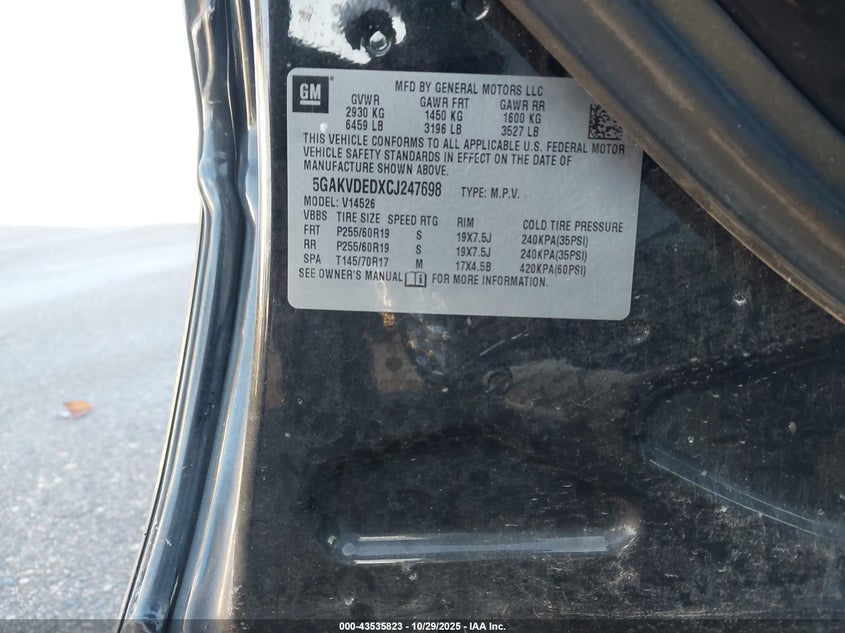 GM
MFD BY GENERAL MOTORS LLC
GVWR GAWR FRT GAWR RR
2930 KG 1450 KG 1600 KG
6459 LB 3196 LB 3527 LB
THIS VEHICLE CONFORMS TO ALL APPLICABLE U.S. FEDERAL MOTOR
VEHICLE SAFETY STANDARDS IN EFFECT ON THE DATE OF
MANUFACTURE SHOWN ABOVE.
5GAKVDEDXCJ247698 TYPE: M.P.V.
MODEL: V14526
VBBS TIRE SIZE SPEED RTG RIM COLD TIRE PRESSURE
FRT P255/60R19 S 19X7.5J 240KPA(35PSI)
RR P255/60R19 S 19X7.5J 240KPA(35PSI)
SPA T145/70R17 M 17X4.5B 420KPA(60PSI)
SEE OWNER'S MANUAL FOR MORE INFORMATION.
000-43535823 - 10/29/2025 - IAA Inc.